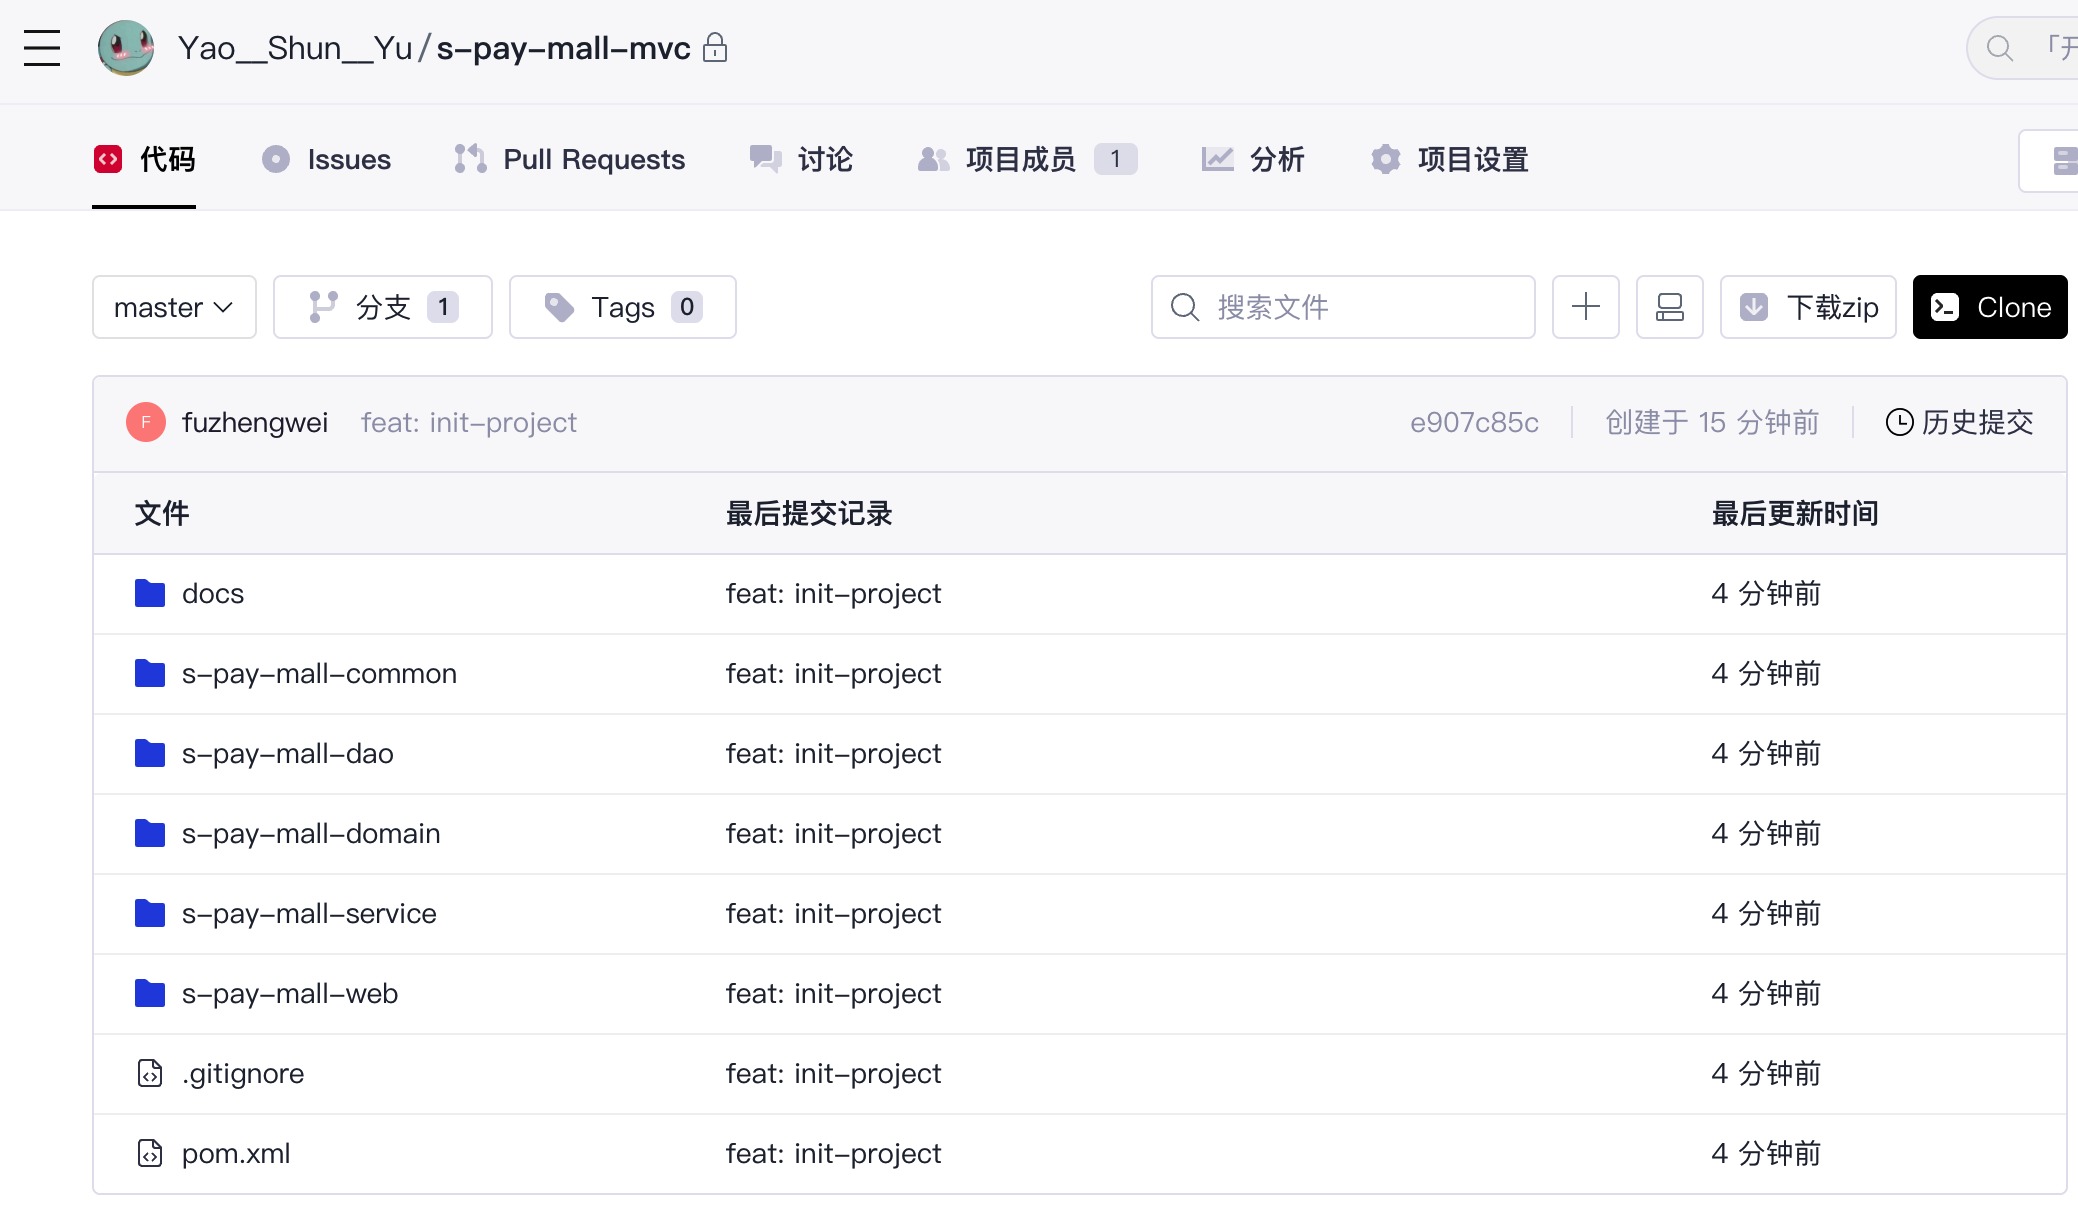 Yao__Shun__Yu/s-pay-mall-mvc
「开
代码 Issues Pull Requests 讨论 项目成员 1 分析 项目设置
master 分支 1 Tags 0 搜索文件 下载zip Clone
F fuzhengwei feat: init-project e907c85c 创建于 15 分钟前 历史提交
文件 最后提交记录 最后更新时间
docs feat: init-project 4 分钟前
s-pay-mall-common feat: init-project 4 分钟前
s-pay-mall-dao feat: init-project 4 分钟前
s-pay-mall-domain feat: init-project 4 分钟前
s-pay-mall-service feat: init-project 4 分钟前
s-pay-mall-web feat: init-project 4 分钟前
.gitignore feat: init-project 4 分钟前
pom.xml feat: init-project 4 分钟前